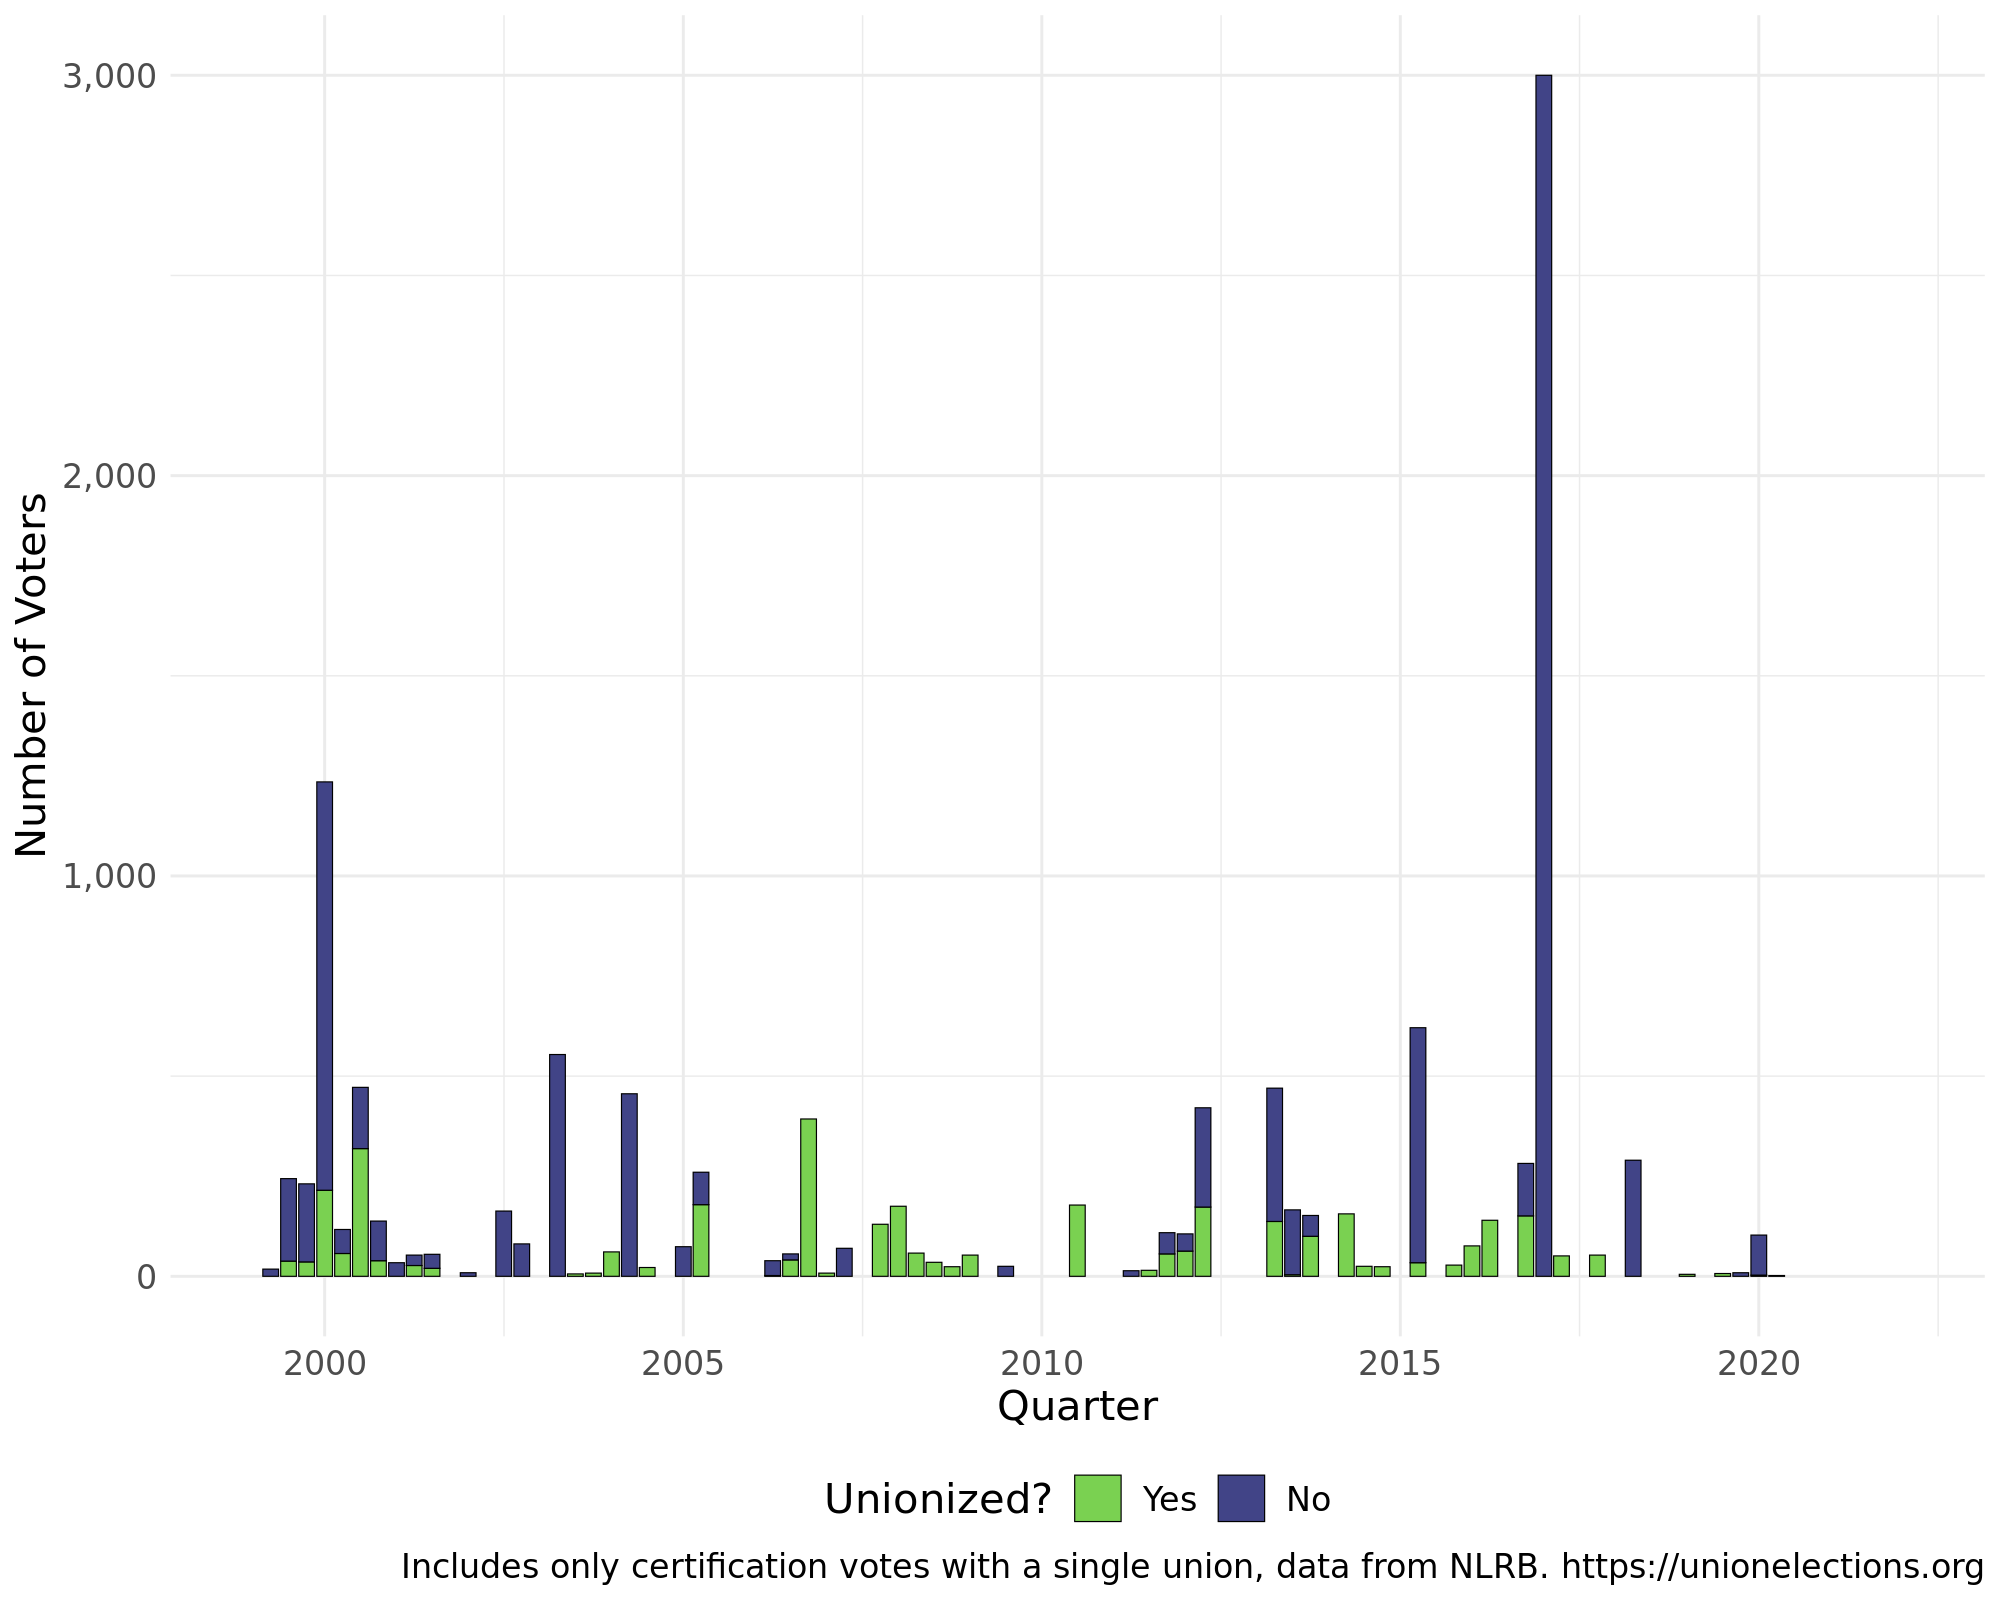 3,000
2,000
1,000
0
Number of Voters
2000 2005 2010 2015 2020
Quarter
Unionized? Yes No
Includes only certification votes with a single union, data from NLRB. https://unionelections.org